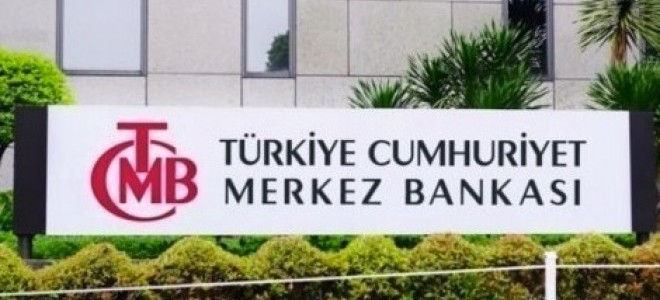 TCMB
TÜRKİYE CUMHURİYET
MERKEZ BANKASI